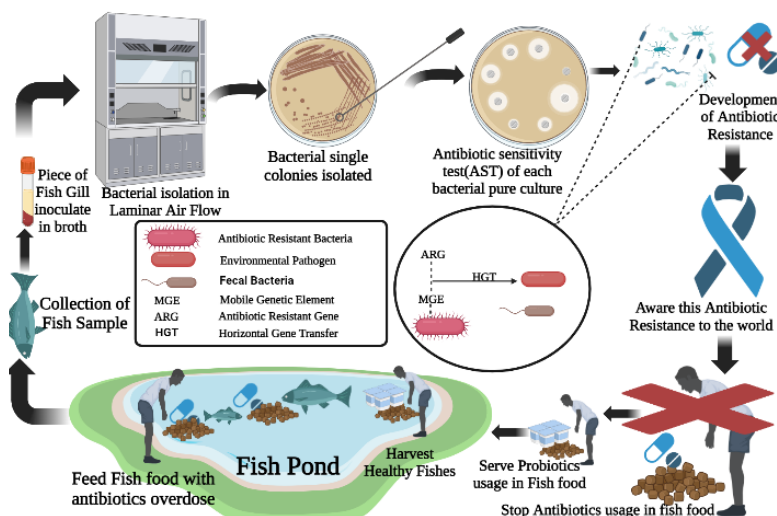 Piece of
Fish Gill
inoculate
in broth
Bacterial isolation in
Laminar Air Flow
Bacterial single
colonies isolated
Antibiotic sensitivity
test(AST) of each
bacterial pure culture
Development
of Antibiotic
Resistance
Antibiotic Resistant Bacteria
Environmental Pathogen
Fecal Bacteria
MGE Mobile Genetic Element
ARG Antibiotic Resistant Gene
HGT Horizontal Gene Transfer
ARG
HGT
MGE
Collection of
Fish Sample
Aware this Antibiotic
Resistance to the world
Fish Pond
Feed Fish food with
antibiotics overdose
Harvest
Healthy Fishes
Serve Probiotics
usage in Fish food
Stop Antibiotics usage in fish food